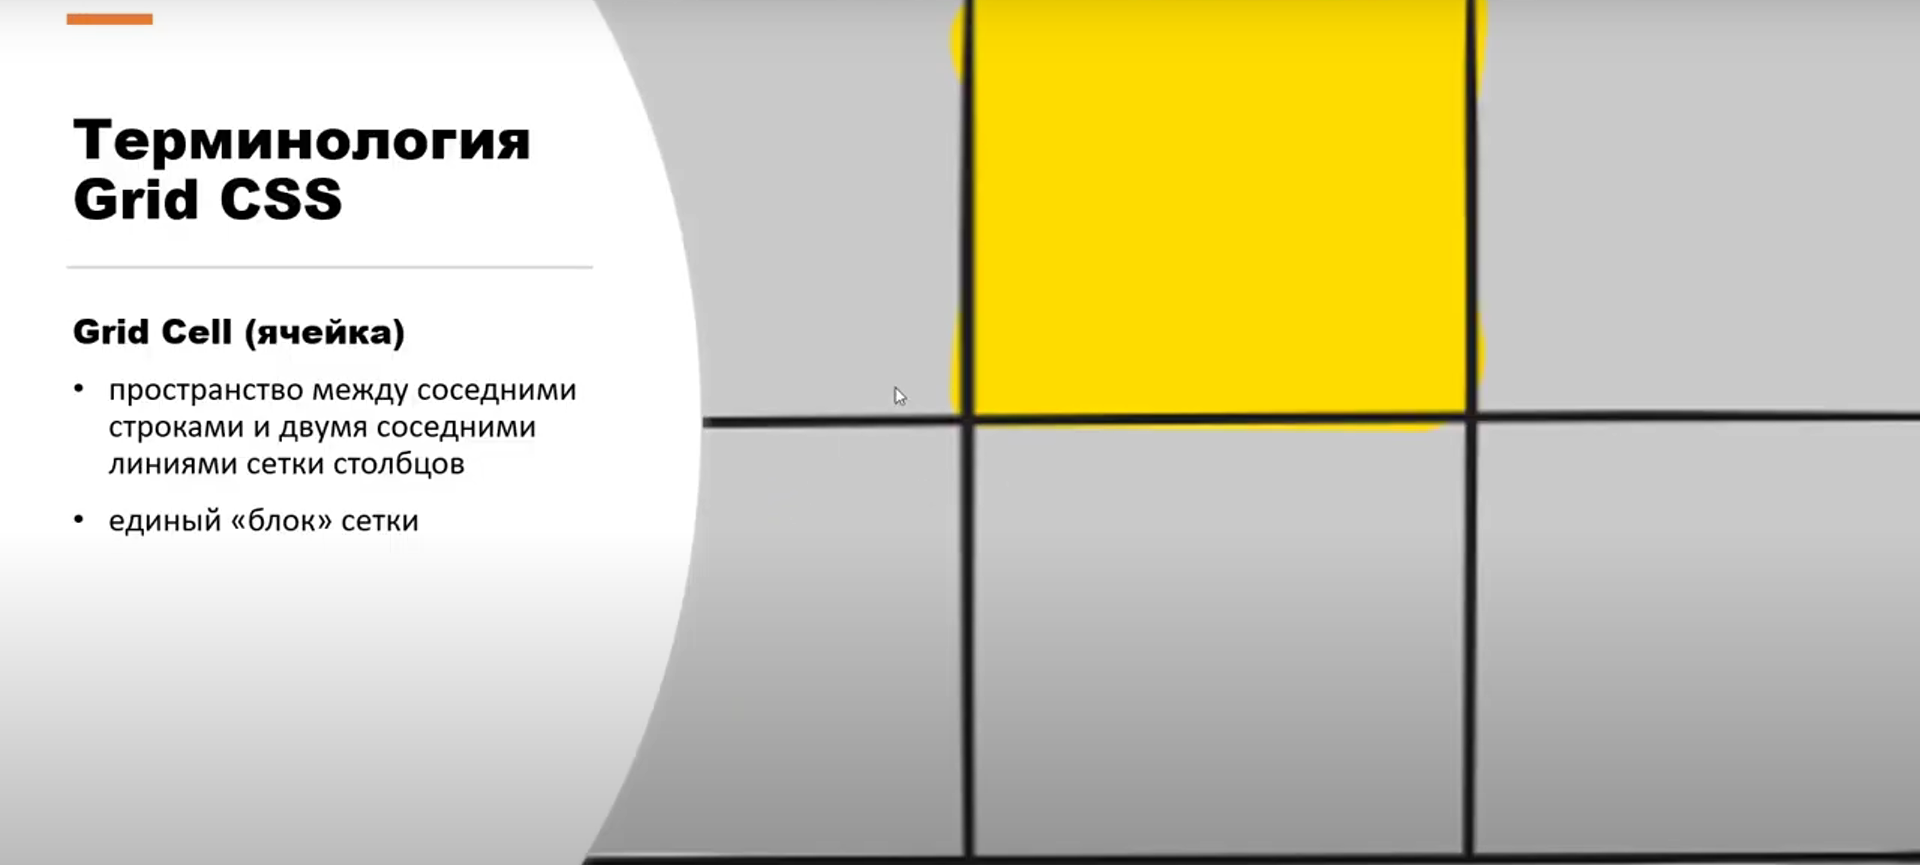 Терминология
Grid CSS
Grid Cell (ячейка)
• пространство между соседними
строками и двумя соседними
линиями сетки столбцов
• единый «блок» сетки